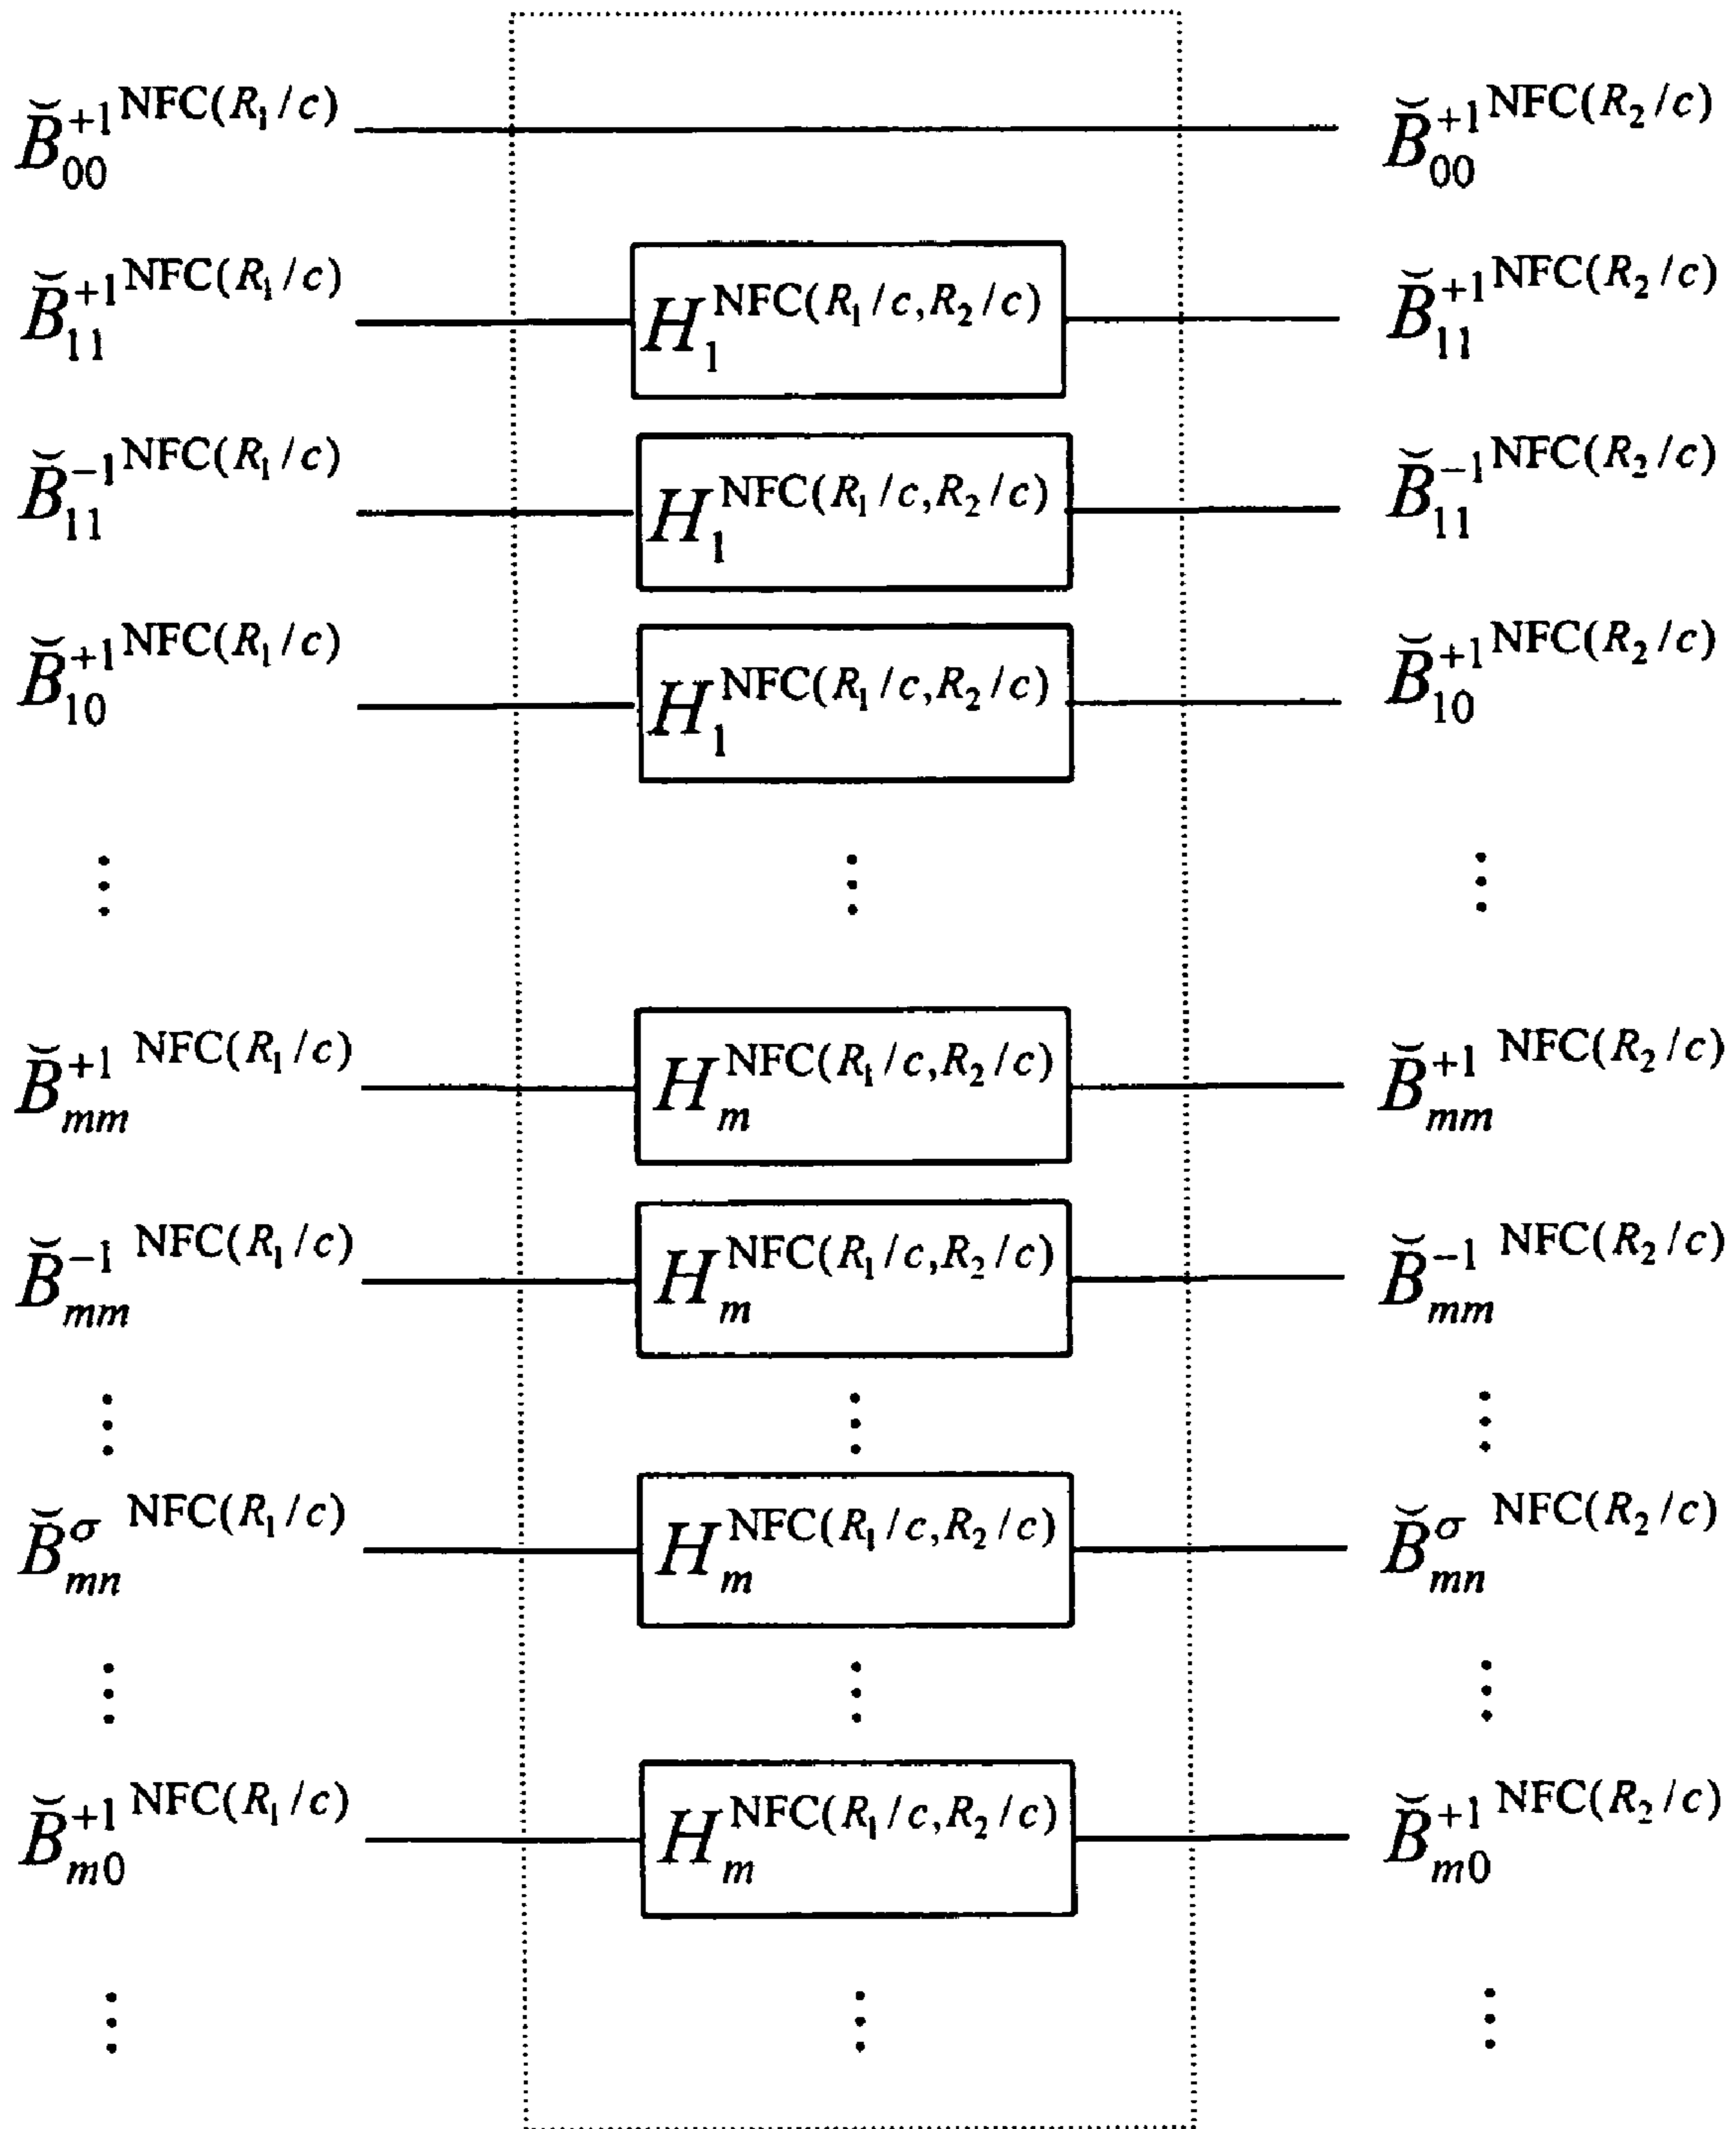 B̆₀₀⁺¹ NFC(R₁/c) B̆₀₀⁺¹ NFC(R₂/c)
B̆₁₁⁺¹ NFC(R₁/c) H₁ NFC(R₁/c,R₂/c) B̆₁₁⁺¹ NFC(R₂/c)
B̆₁₁⁻¹ NFC(R₁/c) H₁ NFC(R₁/c,R₂/c) B̆₁₁⁻¹ NFC(R₂/c)
B̆₁₀⁺¹ NFC(R₁/c) H₁ NFC(R₁/c,R₂/c) B̆₁₀⁺¹ NFC(R₂/c)
⋮ ⋮ ⋮
B̆ₘₘ⁺¹ NFC(R₁/c) Hₘ NFC(R₁/c,R₂/c) B̆ₘₘ⁺¹ NFC(R₂/c)
B̆ₘₘ⁻¹ NFC(R₁/c) Hₘ NFC(R₁/c,R₂/c) B̆ₘₘ⁻¹ NFC(R₂/c)
⋮ ⋮ ⋮
B̆ₘₙ^σ NFC(R₁/c) Hₘ NFC(R₁/c,R₂/c) B̆ₘₙ^σ NFC(R₂/c)
⋮ ⋮ ⋮
B̆ₘ₀⁺¹ NFC(R₁/c) Hₘ NFC(R₁/c,R₂/c) B̆ₘ₀⁺¹ NFC(R₂/c)
⋮ ⋮ ⋮